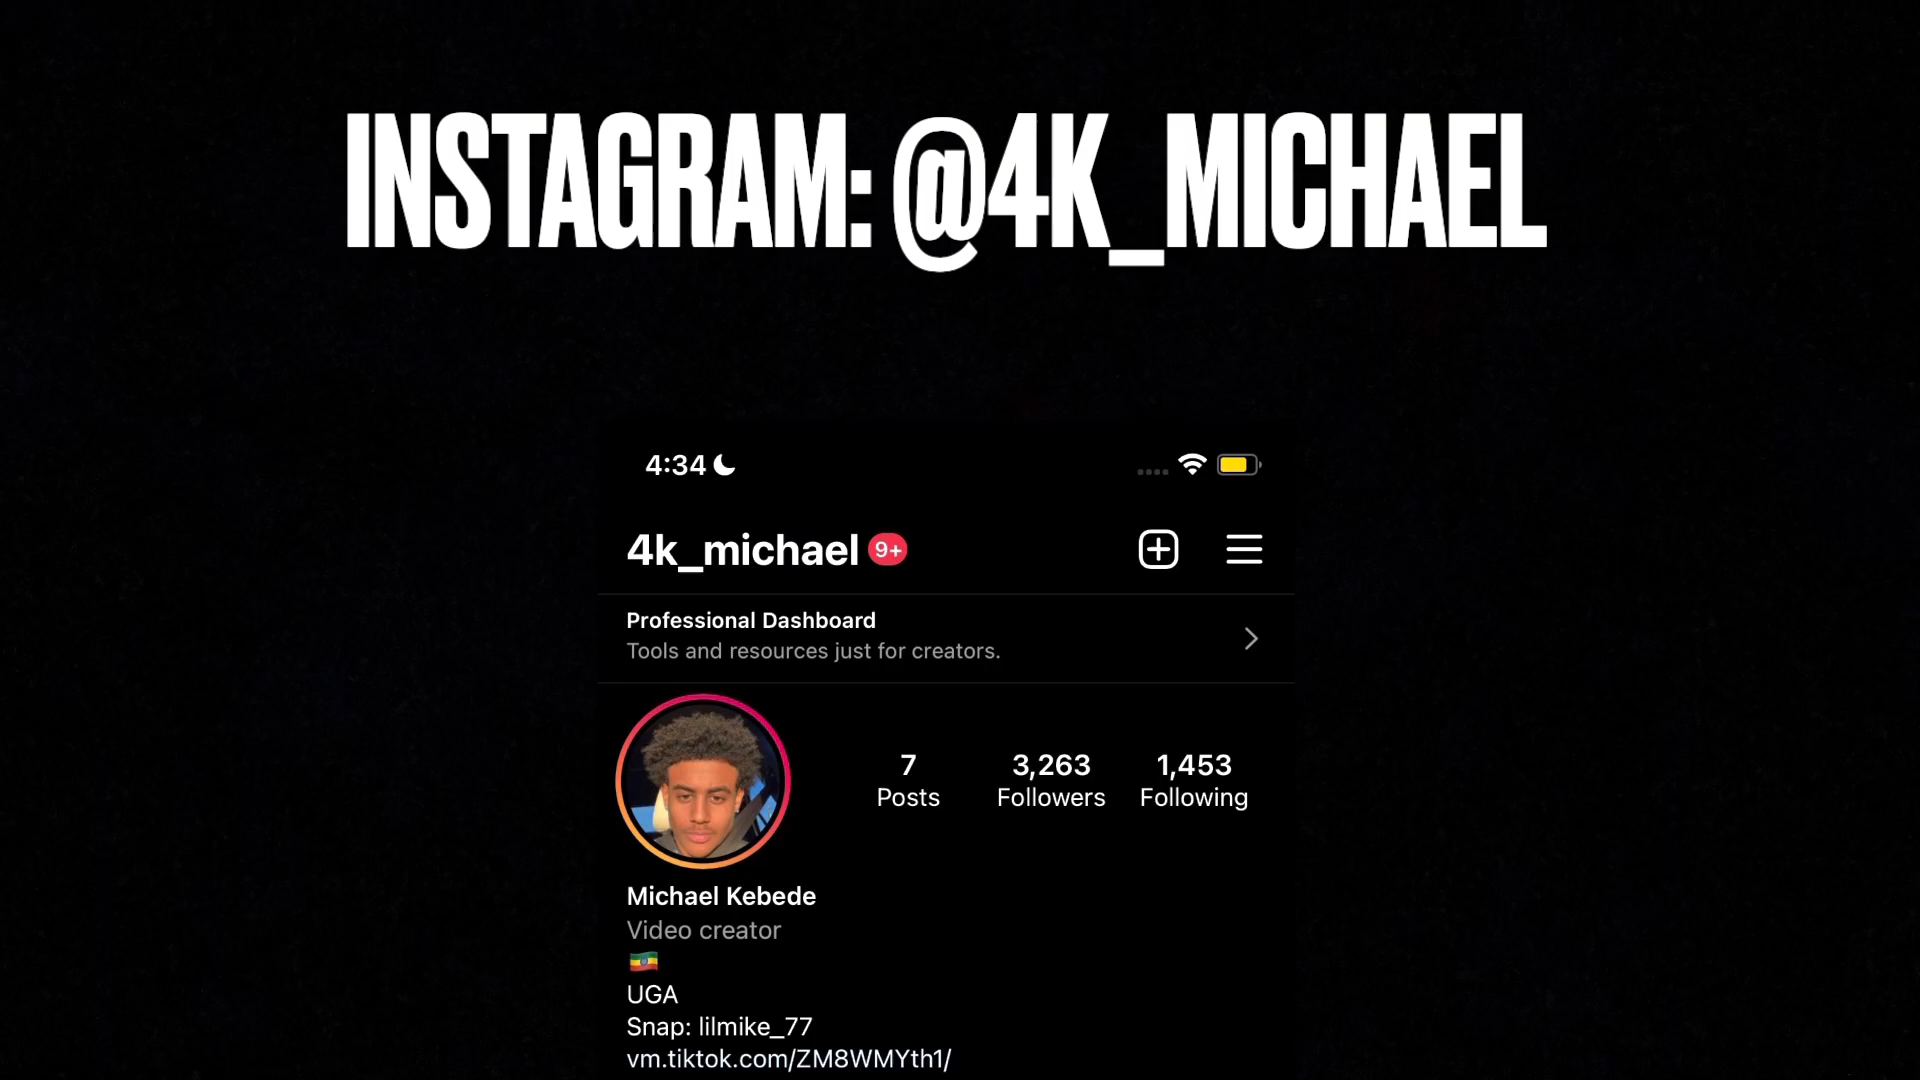 INSTAGRAM: @4K_MICHAEL
4:34
4k_michael 9+
Professional Dashboard
Tools and resources just for creators.
7 3,263 1,453
Posts Followers Following
Michael Kebede
Video creator
🇪🇹
UGA
Snap: lilmike_77
vm.tiktok.com/ZM8WMYth1/